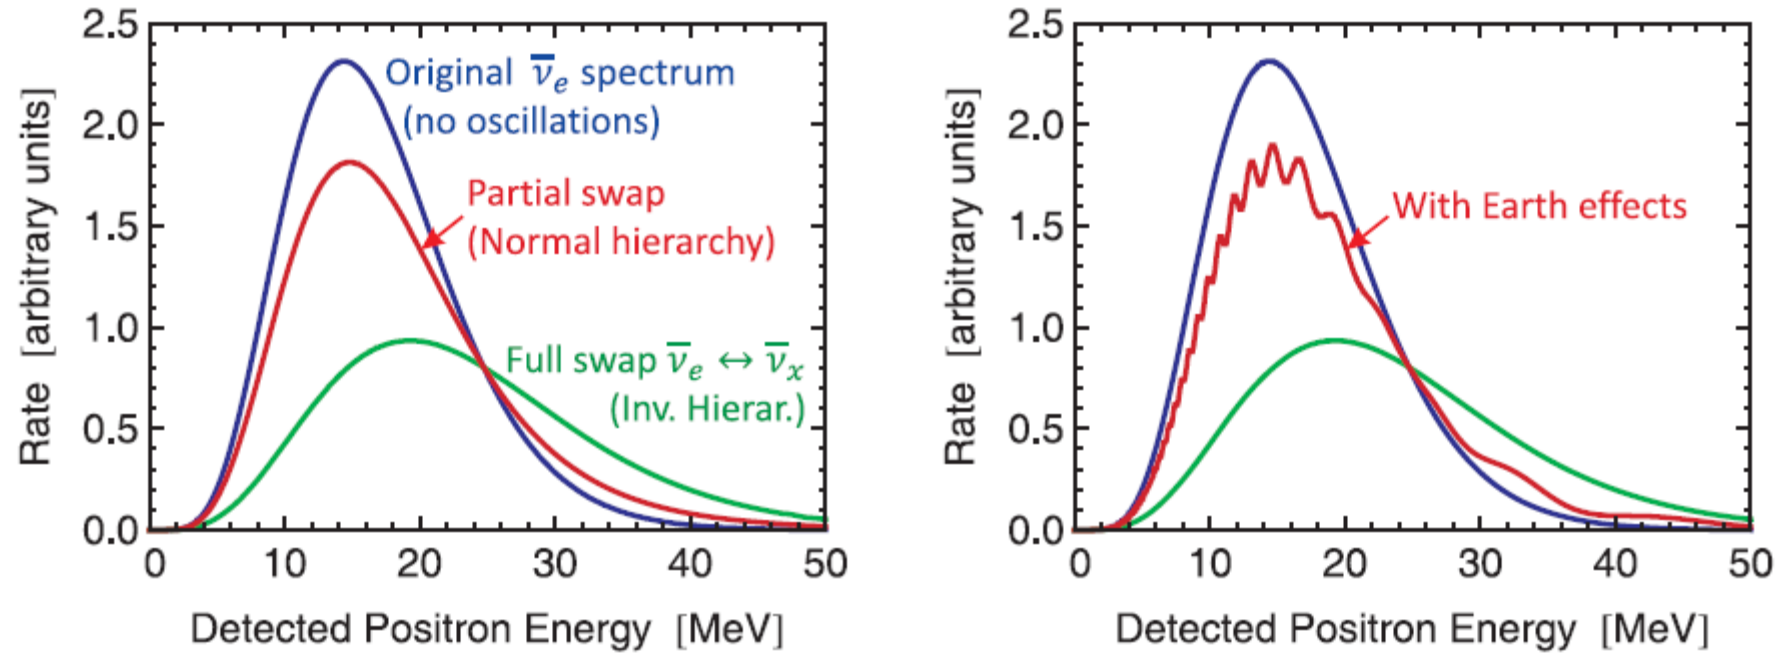 2.5
2.0
1.5
1.0
0.5
0.0
0 10 20 30 40 50
Rate [arbitrary units]
Detected Positron Energy [MeV]
Original ν̅e spectrum
(no oscillations)
Partial swap
(Normal hierarchy)
Full swap ν̅e ↔ ν̅x
(Inv. Hierar.)
2.5
2.0
1.5
1.0
0.5
0.0
0 10 20 30 40 50
Rate [arbitrary units]
Detected Positron Energy [MeV]
With Earth effects